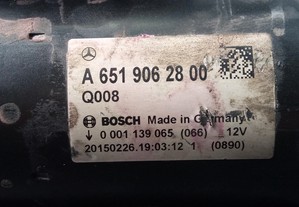 A 651 906 28 00
Q008
BOSCH Made in Germany
0 001 139 065 (066) 12V
20150226.19:03:12 1 (0890)